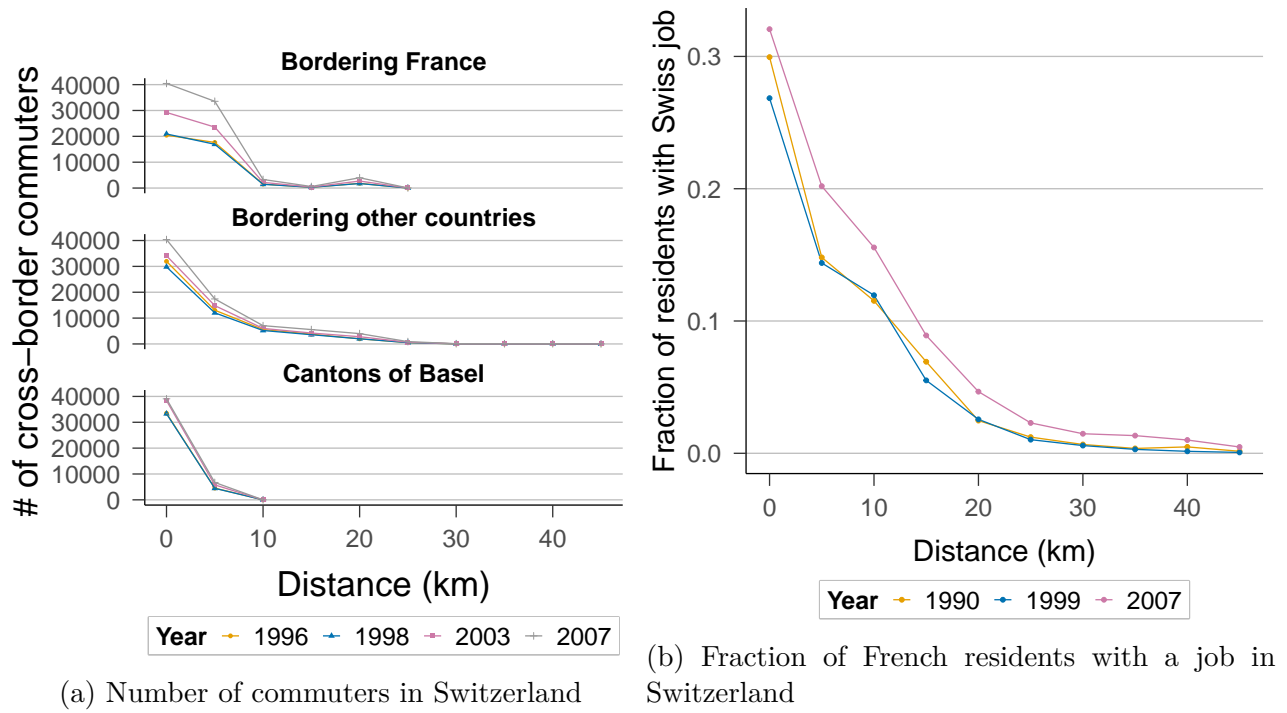 # of cross−border commuters
Bordering France
40000
30000
20000
10000
0
Bordering other countries
40000
30000
20000
10000
0
Cantons of Basel
40000
30000
20000
10000
0
0 10 20 30 40
Distance (km)
Year 1996 1998 2003 2007
(a) Number of commuters in Switzerland
Fraction of residents with Swiss job
0.3
0.2
0.1
0.0
0 10 20 30 40
Distance (km)
Year 1990 1999 2007
(b) Fraction of French residents with a job in
Switzerland